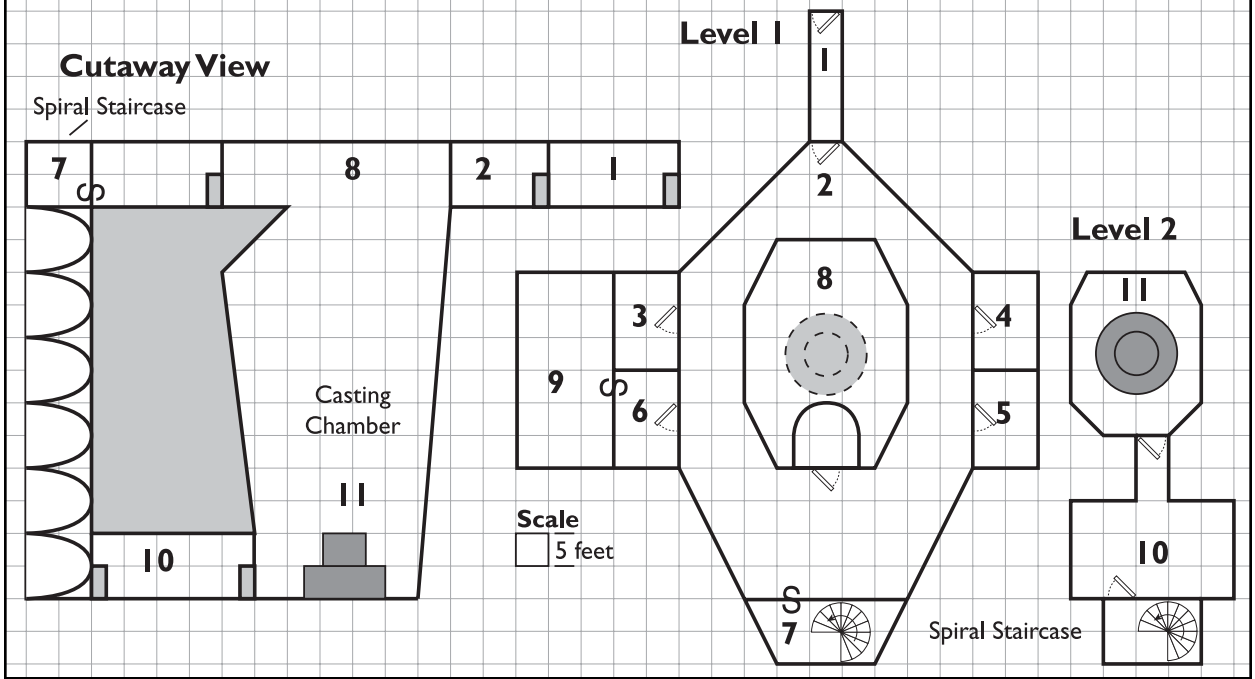 Cutaway View
Spiral Staircase
7
S
8
2
1
Casting
Chamber
11
10
Level 1
1
2
8
3
4
9
S
6
5
S
7
Spiral Staircase
Scale
5 feet
Level 2
11
10